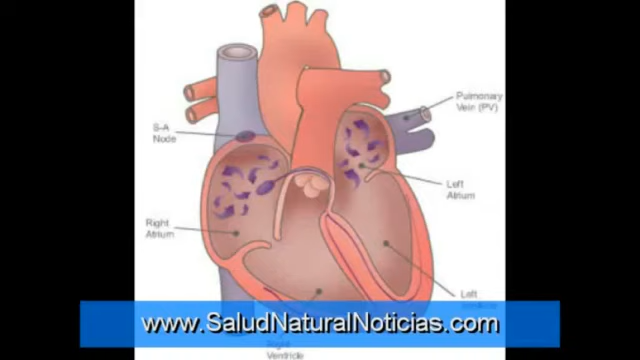 Pulmonary
Vein (PV)
S-A
Node
Left
Atrium
Right
Atrium
Left
www.SaludNaturalNoticias.com
Right
Ventricle